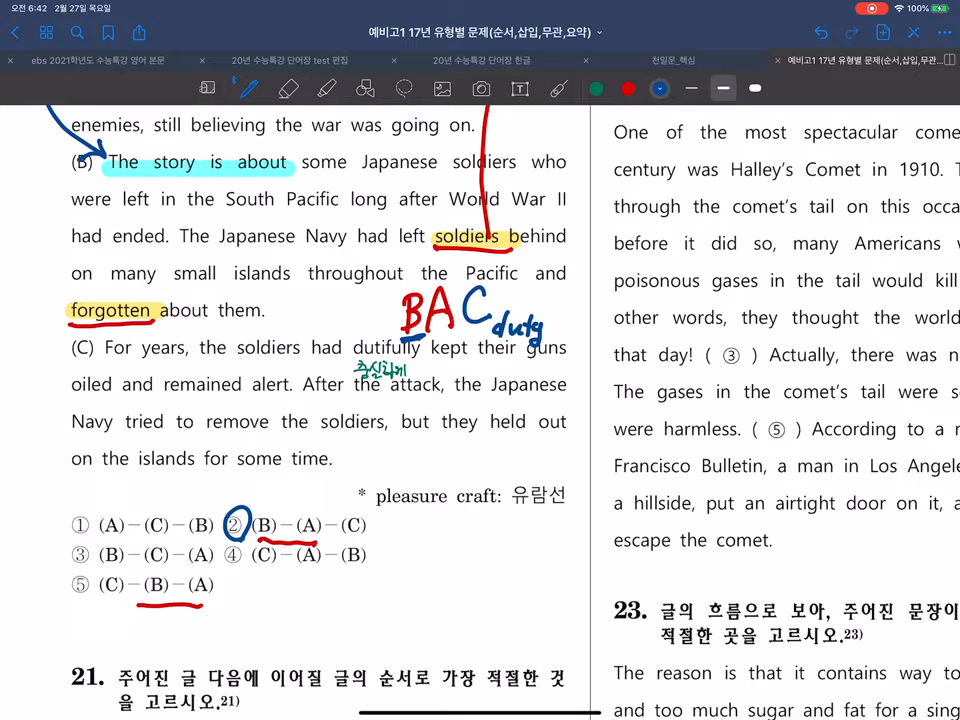 오전 6:42 2월 27일 목요일
100%
예비고1 17년 유형별 문제(순서,삽입,무관,요약)
ebs 2021학년도 수능특강 영어 본문
20년 수능특강 단어장 test 편집
20년 수능특강 단어장 한글
천일문_핵심
예비고1 17년 유형별 문제(순서,삽입,무관,요약)...
enemies, still believing the war was going on.
(B) The story is about some Japanese soldiers who
were left in the South Pacific long after World War II
had ended. The Japanese Navy had left soldiers behind
on many small islands throughout the Pacific and
forgotten about them.
BAC
duty
(C) For years, the soldiers had dutifully kept their guns
충실하게
oiled and remained alert. After the attack, the Japanese
Navy tried to remove the soldiers, but they held out
on the islands for some time.
* pleasure craft: 유람선
① (A)-(C)-(B) ② (B)-(A)-(C)
③ (B)-(C)-(A) ④ (C)-(A)-(B)
⑤ (C)-(B)-(A)
21. 주어진 글 다음에 이어질 글의 순서로 가장 적절한 것
을 고르시오.21)
One of the most spectacular come
century was Halley's Comet in 1910. T
through the comet's tail on this occa
before it did so, many Americans w
poisonous gases in the tail would kill
other words, they thought the world
that day! ( ③ ) Actually, there was n
The gases in the comet's tail were s
were harmless. ( ⑤ ) According to a n
Francisco Bulletin, a man in Los Angele
a hillside, put an airtight door on it, a
escape the comet.
23. 글의 흐름으로 보아, 주어진 문장이
적절한 곳을 고르시오.23)
The reason is that it contains way to
and too much sugar and fat for a sing